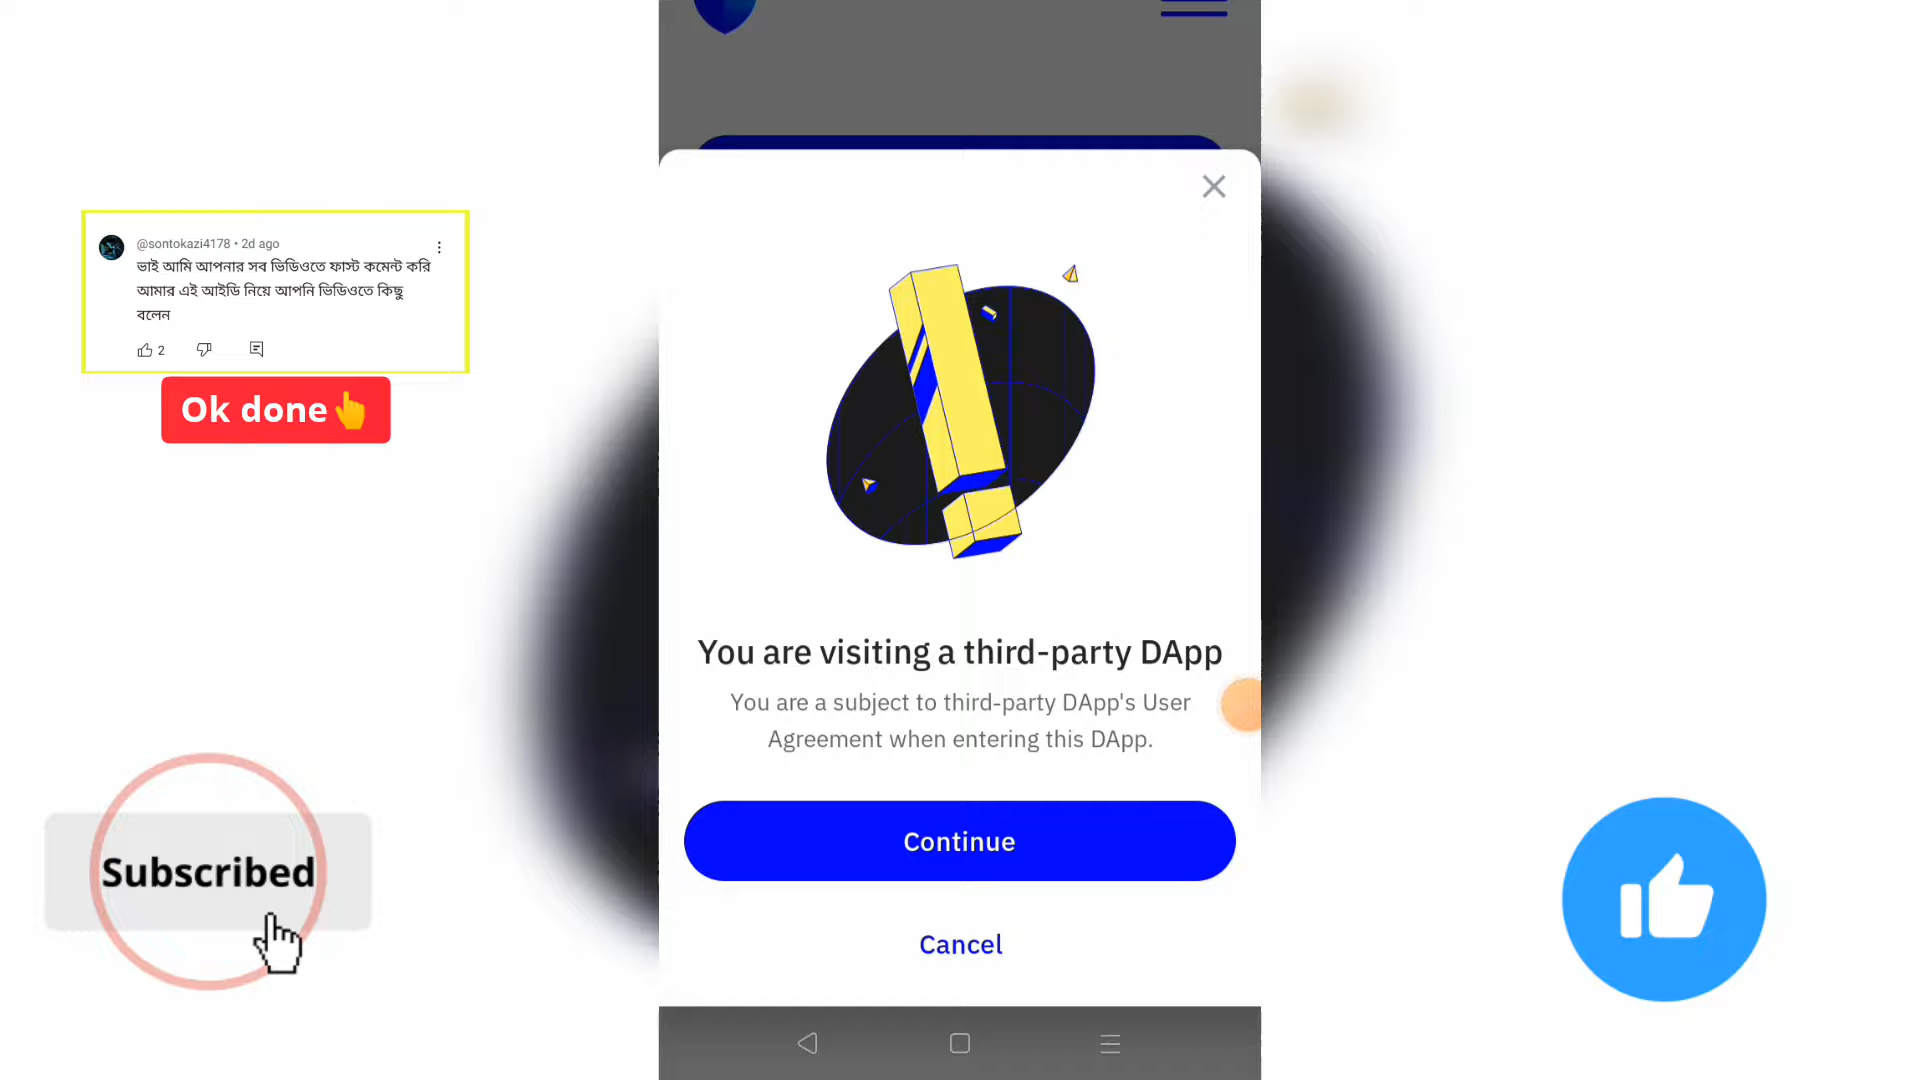 @sontokazi4178 • 2d ago
ভাই আমি আপনার সব ভিডিওতে ফাস্ট কমেন্ট করি
আমার এই আইডি নিয়ে আপনি ভিডিওতে কিছু
বলেন
2
Ok done
Subscribed
You are visiting a third-party DApp
You are a subject to third-party DApp's User
Agreement when entering this DApp.
Continue
Cancel